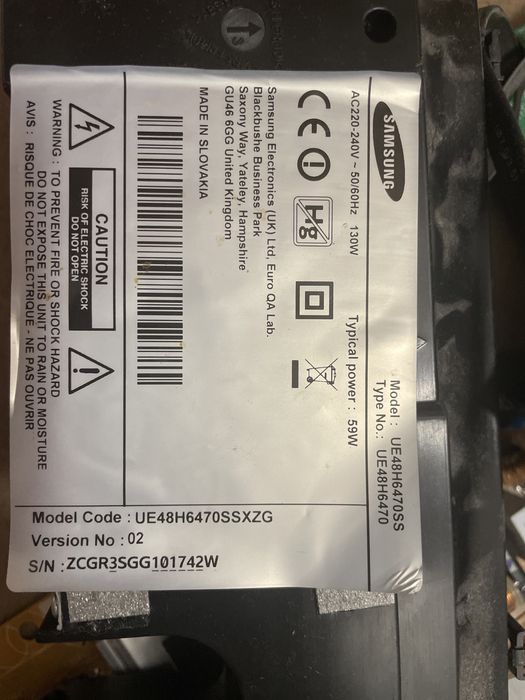 SAMSUNG
Model : UE48H6470SS
Type No.: UE48H6470
AC220-240V ~ 50/60Hz 130W
Typical power : 59W
CE
Hg
Samsung Electronics (UK) Ltd, Euro QA Lab.
Blackbushe Business Park
Saxony Way, Yateley, Hampshire
GU46 6GG United Kingdom
MADE IN SLOVAKIA
CAUTION
RISK OF ELECTRIC SHOCK
DO NOT OPEN
WARNING : TO PREVENT FIRE OR SHOCK HAZARD
DO NOT EXPOSE THIS UNIT TO RAIN OR MOISTURE
AVIS : RISQUE DE CHOC ELECTRIQUE - NE PAS OUVRIR
Model Code : UE48H6470SSXZG
Version No : 02
S/N : ZCGR3SGG101742W